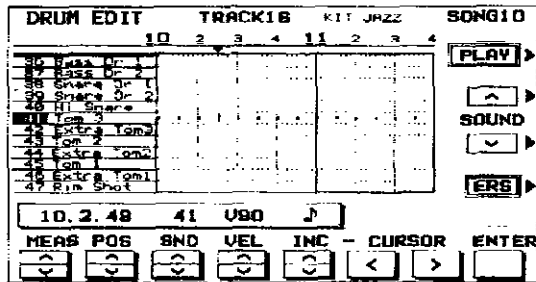 DRUM EDIT TRACK16 KIT JAZZ SONG10
10 2 3 4 11 2 3 4
PLAY
36 Bass Dr 1
37 Bass Dr 2
38 Snare Dr 1
39 Snare Dr 2
40 Hi Snare
41 Tom 3
42 Extra Tom3
43 Tom 2
44 Extra Tom2
45 Tom 1
46 Extra Tom1
47 Rim Shot
SOUND
ERS
10. 2. 48 41 V90 ♪
MEAS POS SND VEL INC - CURSOR ENTER
< >